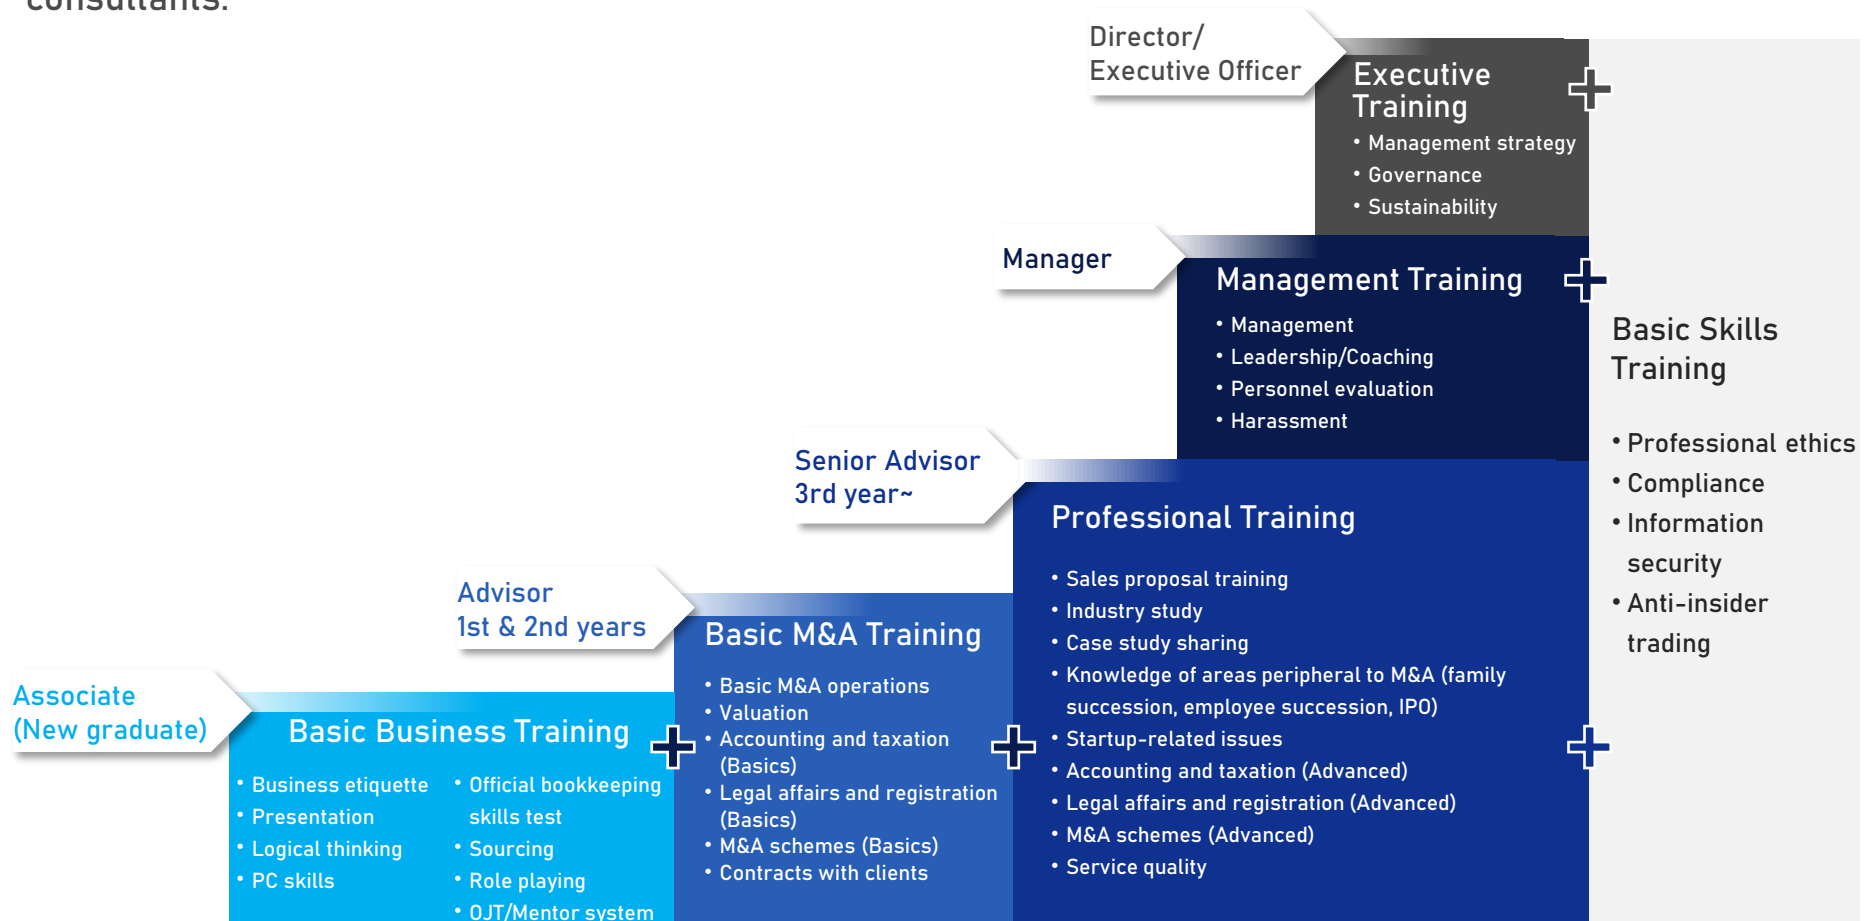 consultants.
Director/
Executive Officer
Executive
Training
• Management strategy
• Governance
• Sustainability
Manager
Management Training
• Management
• Leadership/Coaching
• Personnel evaluation
• Harassment
Basic Skills
Training
• Professional ethics
• Compliance
• Information
security
• Anti-insider
trading
Senior Advisor
3rd year~
Professional Training
• Sales proposal training
• Industry study
• Case study sharing
• Knowledge of areas peripheral to M&A (family
succession, employee succession, IPO)
• Startup-related issues
• Accounting and taxation (Advanced)
• Legal affairs and registration (Advanced)
• M&A schemes (Advanced)
• Service quality
Advisor
1st & 2nd years
Basic M&A Training
• Basic M&A operations
• Valuation
• Accounting and taxation
(Basics)
• Legal affairs and registration
(Basics)
• M&A schemes (Basics)
• Contracts with clients
Associate
(New graduate)
Basic Business Training
• Business etiquette
• Presentation
• Logical thinking
• PC skills
• Official bookkeeping
skills test
• Sourcing
• Role playing
• OJT/Mentor system